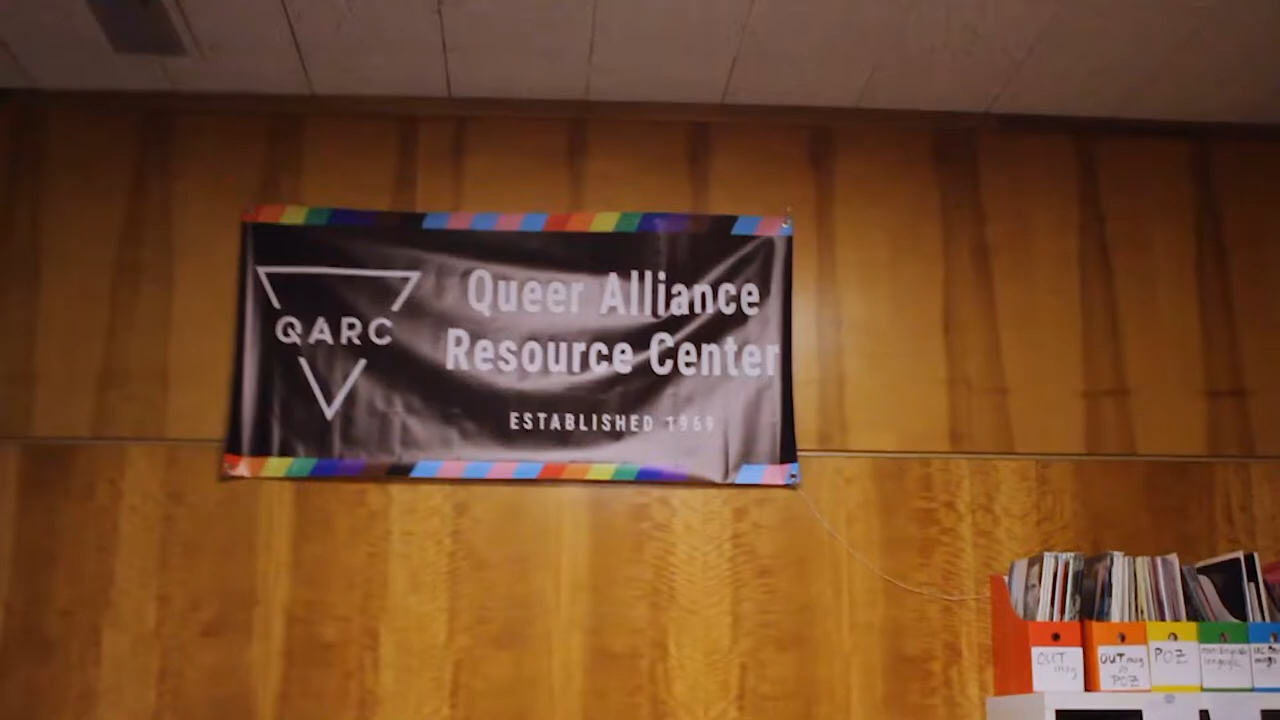 QARC
Queer Alliance
Resource Center
ESTABLISHED 1969
OUT
mag
OUT mag
POZ
POZ